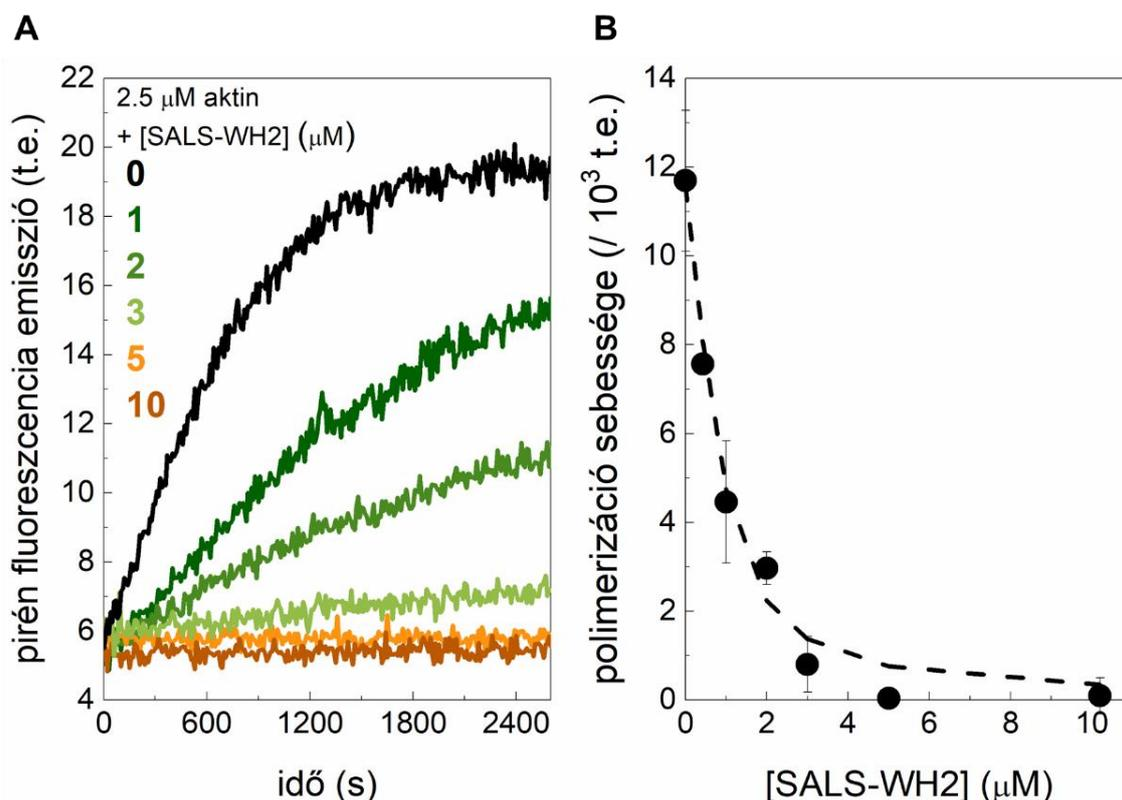 A
pirén fluoreszcencia emisszió (t.e.)
22
20
18
16
14
12
10
8
6
4
2.5 μM aktin
+ [SALS-WH2] (μM)
0
1
2
3
5
10
0 600 1200 1800 2400
idő (s)
B
polimerizáció sebessége (/ 10³ t.e.)
14
12
10
8
6
4
2
0
0 2 4 6 8 10
[SALS-WH2] (μM)